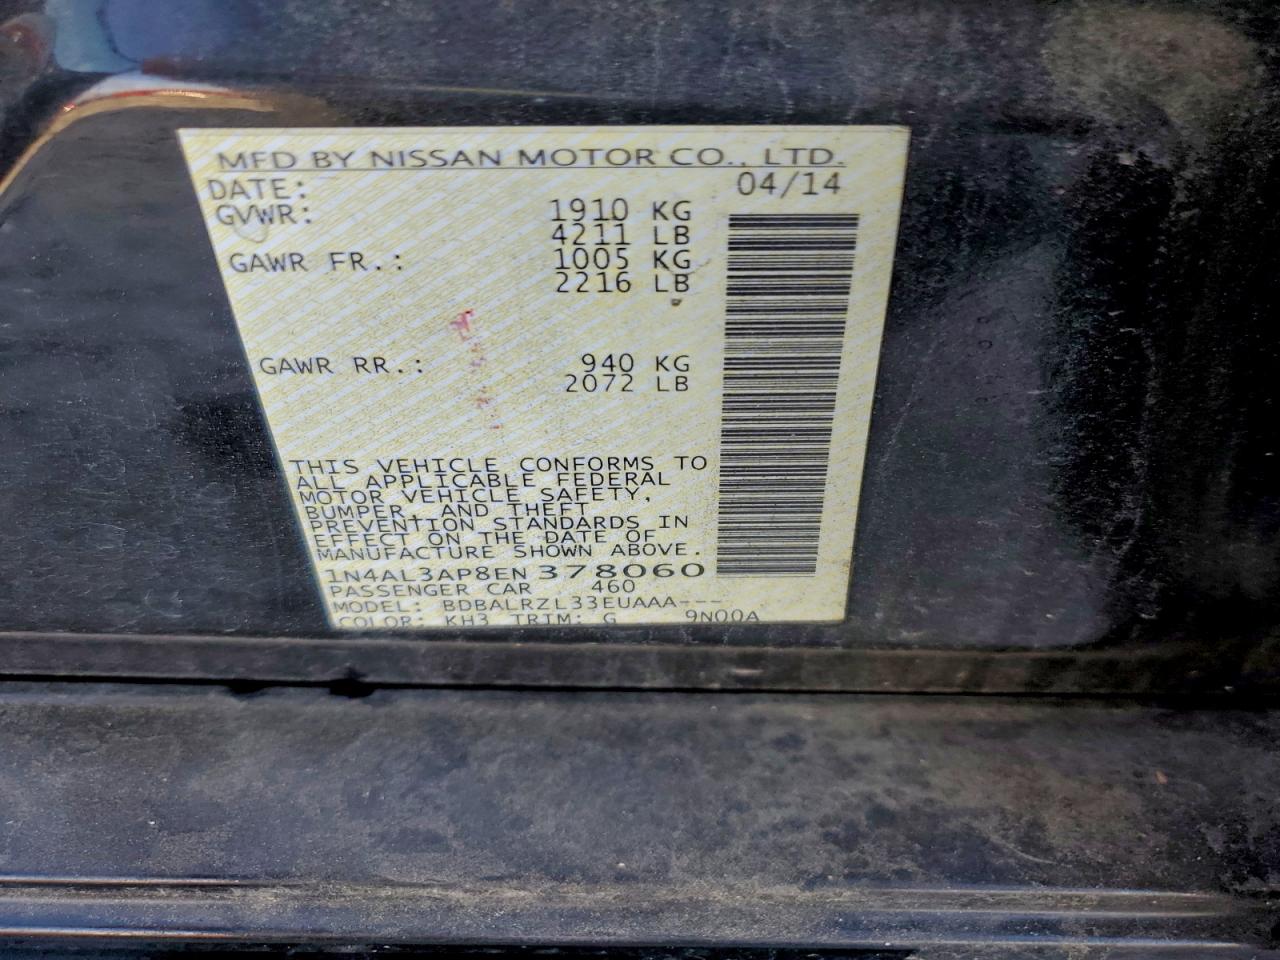 MFD BY NISSAN MOTOR CO., LTD.
DATE: 04/14
GVWR: 1910 KG
4211 LB
GAWR FR.: 1005 KG
2216 LB
GAWR RR.: 940 KG
2072 LB
THIS VEHICLE CONFORMS TO
ALL APPLICABLE FEDERAL
MOTOR VEHICLE SAFETY,
BUMPER, AND THEFT
PREVENTION STANDARDS IN
EFFECT ON THE DATE OF
MANUFACTURE SHOWN ABOVE.
1N4AL3AP8EN378060
PASSENGER CAR 460
MODEL: BDBALRZL33EUAAA---
COLOR: KH3 TRIM: G 9N00A